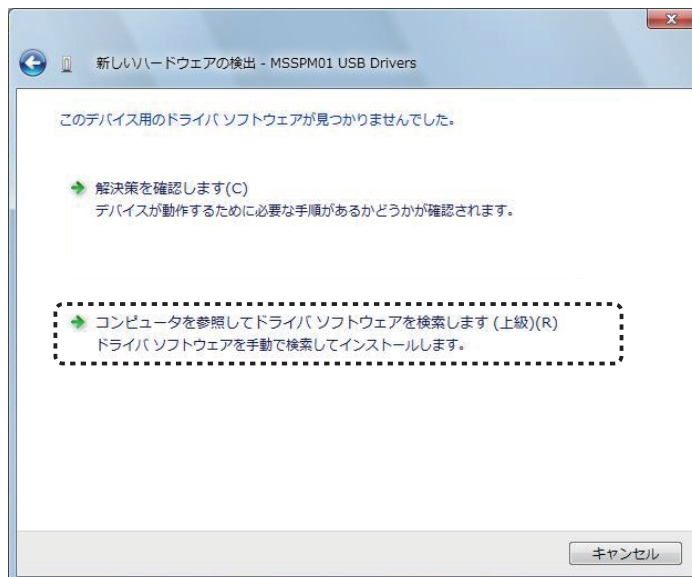 新しいハードウェアの検出 - MSSPM01 USB Drivers
このデバイス用のドライバ ソフトウェアが見つかりませんでした。
解決策を確認します(C)
デバイスが動作するために必要な手順があるかどうかが確認されます。
コンピュータを参照してドライバ ソフトウェアを検索します (上級)(R)
ドライバ ソフトウェアを手動で検索してインストールします。
キャンセル